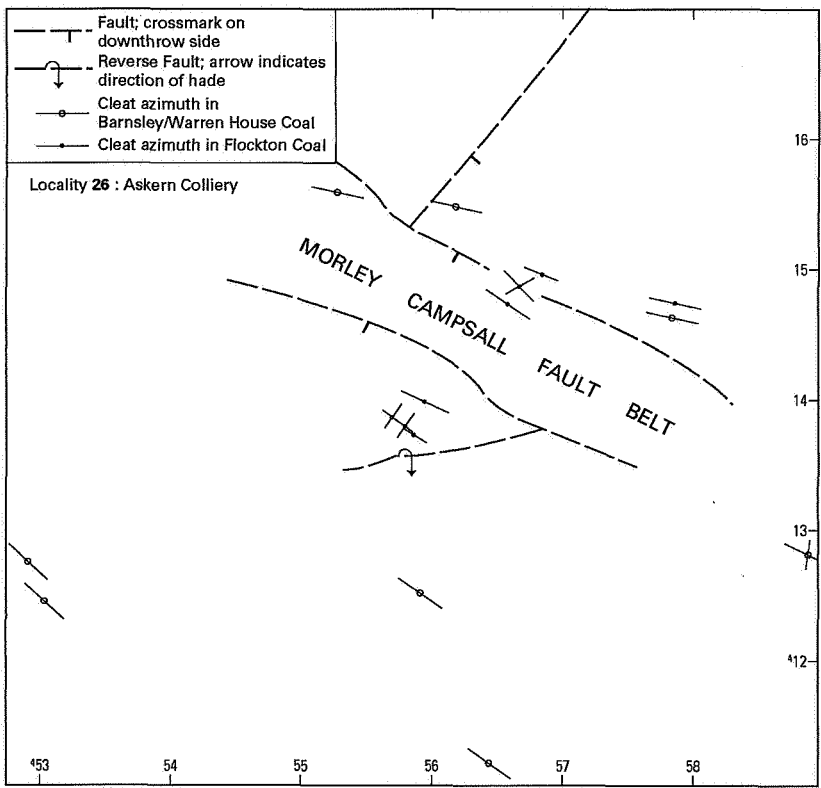 Fault; crossmark on
downthrow side
Reverse Fault; arrow indicates
direction of hade
Cleat azimuth in
Barnsley/Warren House Coal
Cleat azimuth in Flockton Coal
Locality 26 : Askern Colliery
MORLEY CAMPSALL FAULT BELT
16
15
14
13
⁴12
⁴53 54 55 56 57 58